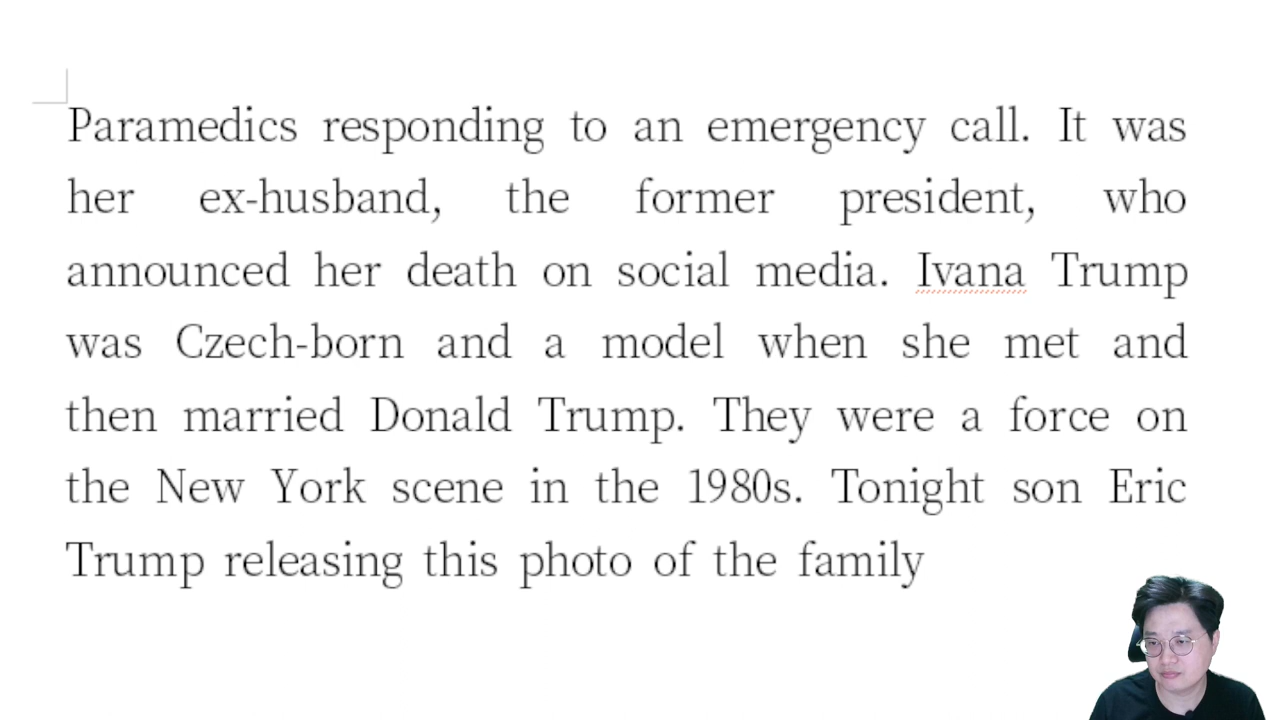 Paramedics responding to an emergency call. It was
her ex-husband, the former president, who
announced her death on social media. Ivana Trump
was Czech-born and a model when she met and
then married Donald Trump. They were a force on
the New York scene in the 1980s. Tonight son Eric
Trump releasing this photo of the family